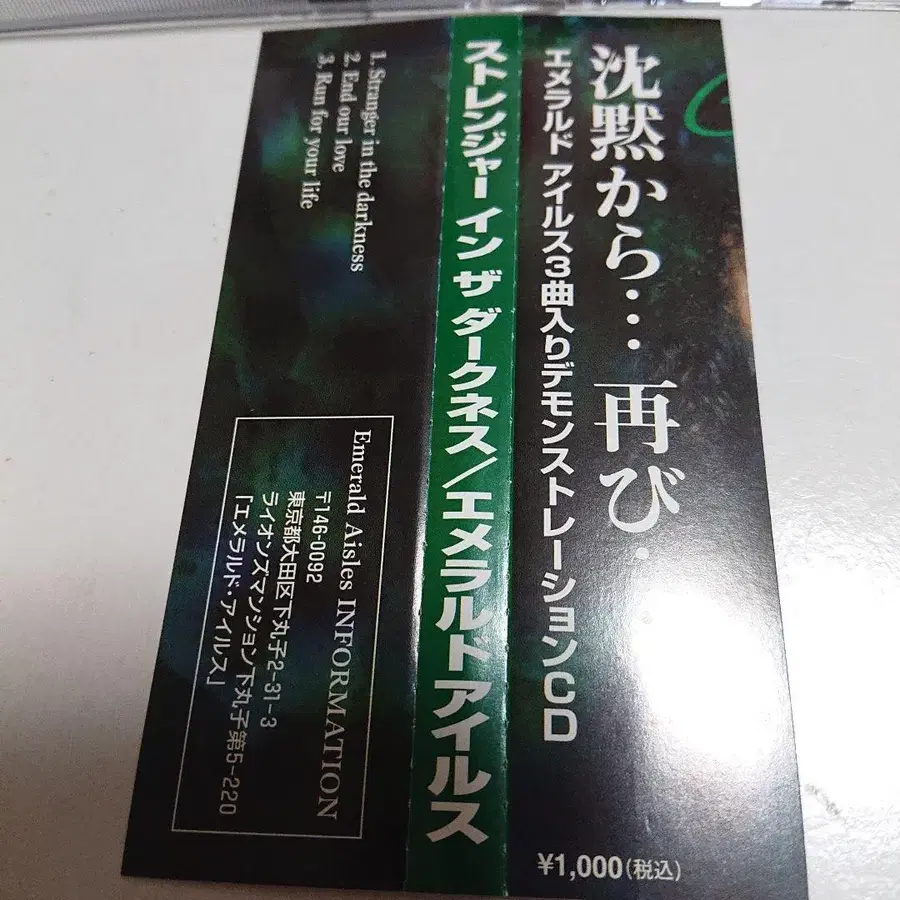 沈黙から… 再び…
エメラルド アイルス3曲入りデモンストレーションCD
¥1,000(税込)
ストレンジャー イン ザ ダークネス/エメラルド アイルス
1. Stranger in the darkness
2. End our love
3. Run for your life
Emerald Aisles INFORMATION
〒146-0092
東京都大田区下丸子2-31-3
ライオンズマンション下丸子第5-220
「エメラルド・アイルス」